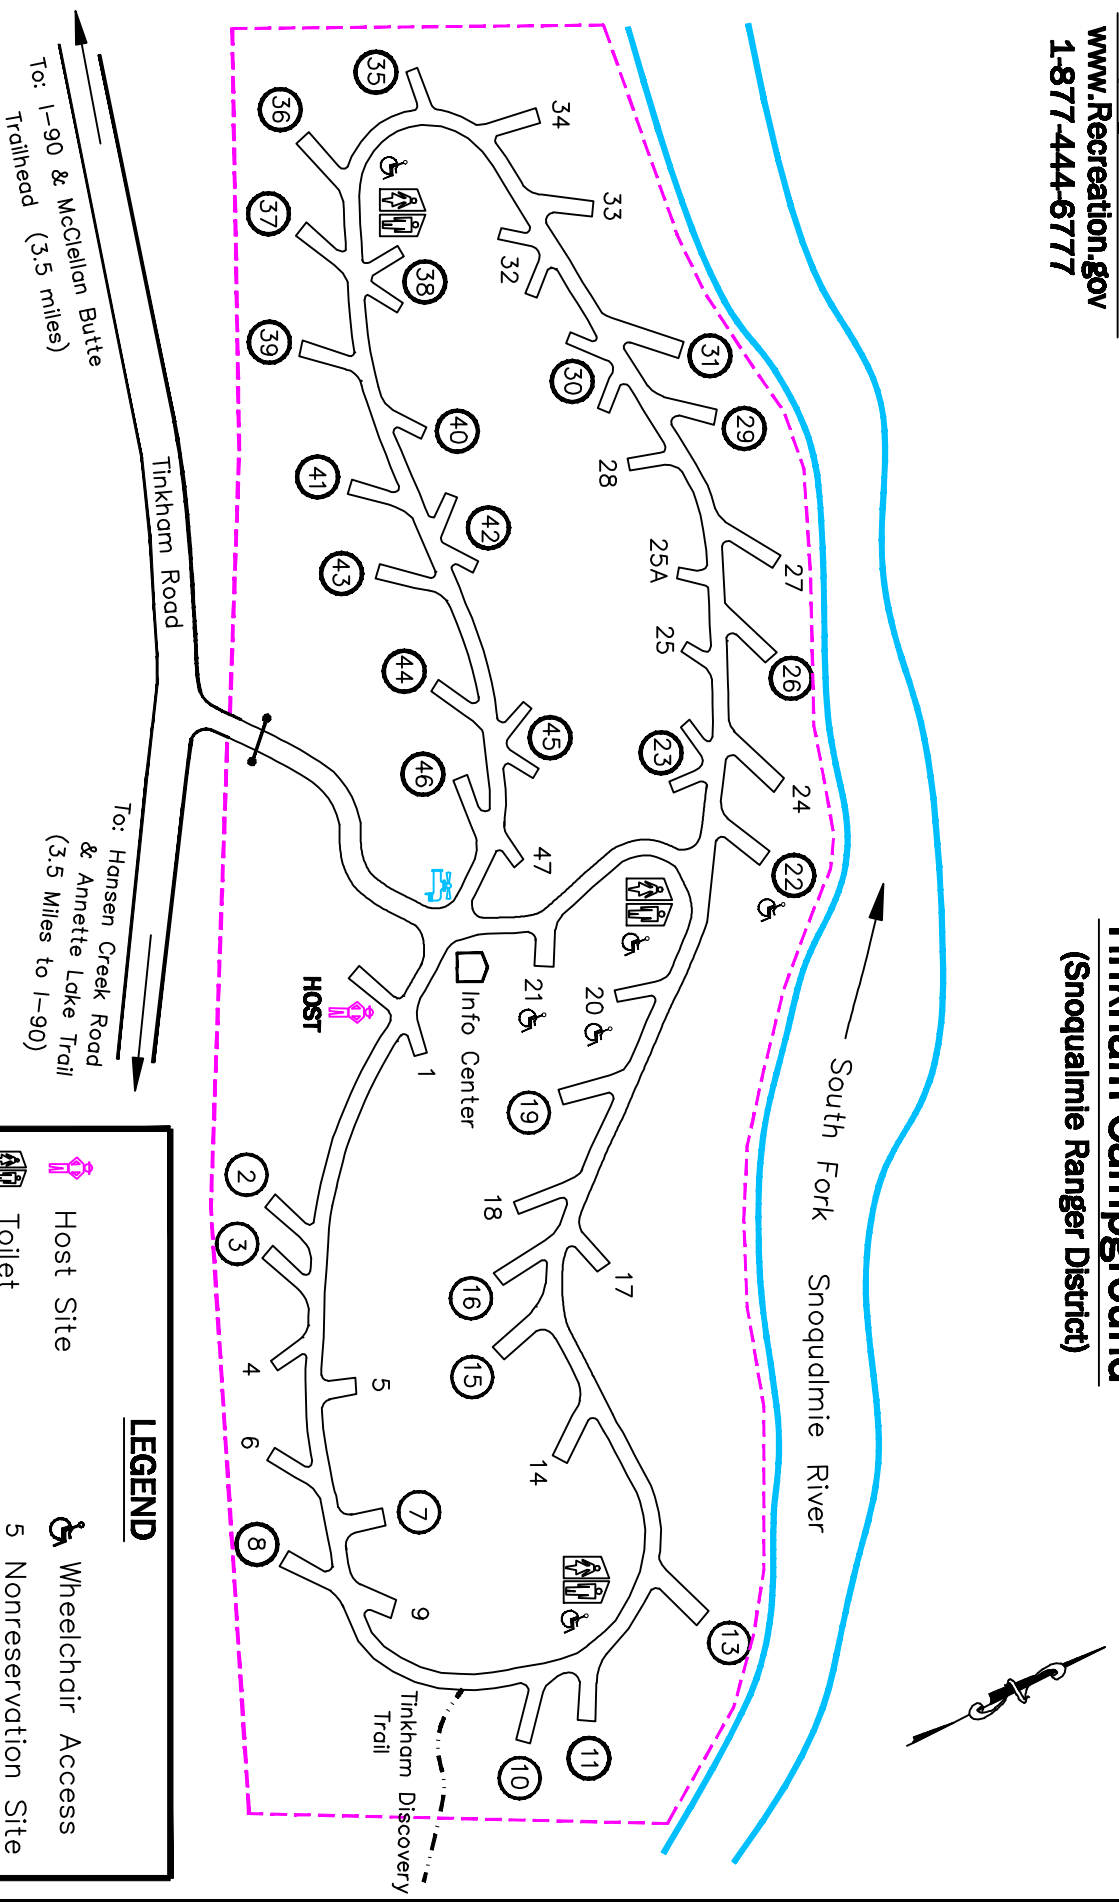 www.Recreation.gov
1-877-444-6777
Tinkham Campground
(Snoqualmie Ranger District)
South Fork Snoqualmie River
34
33
32
31
30
29
28
27
26
25A
25
24
23
22
35
36
37
38
39
40
41
42
43
44
45
46
47
21
20
19
18
17
16
15
14
13
11
10
9
8
7
6
5
4
3
2
1
Info Center
HOST
Tinkham Discovery
Trail
Tinkham Road
To: I-90 & McClellan Butte
Trailhead (3.5 miles)
To: Hansen Creek Road
& Annette Lake Trail
(3.5 Miles to I-90)
LEGEND
Host Site
Wheelchair Access
Toilet
5 Nonreservation Site